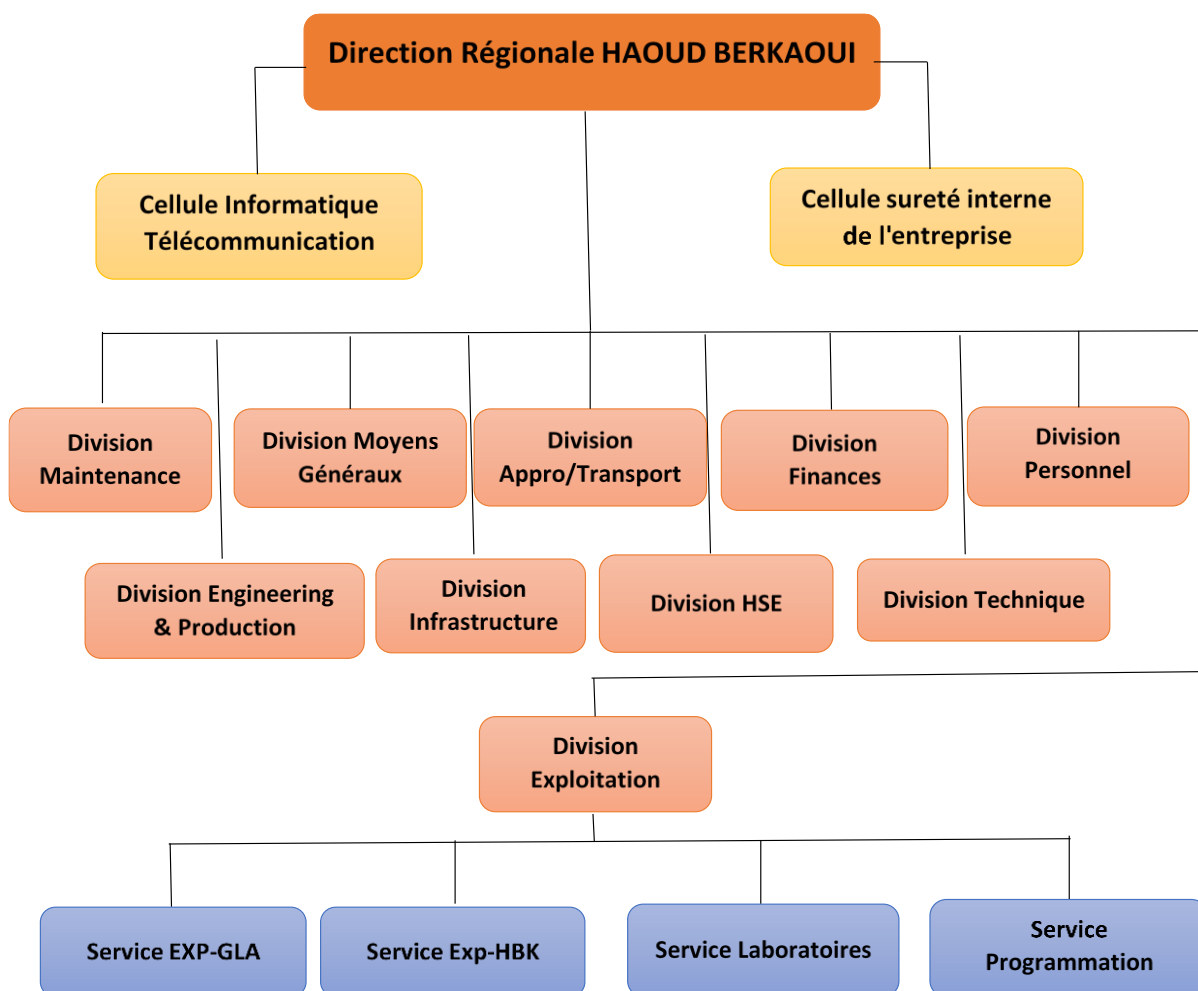 Direction Régionale HAOUD BERKAOUI
Cellule Informatique
Télécommunication
Cellule sureté interne
de l'entreprise
Division
Maintenance
Division Moyens
Généraux
Division
Appro/Transport
Division
Finances
Division
Personnel
Division Engineering
& Production
Division
Infrastructure
Division HSE
Division Technique
Division
Exploitation
Service EXP-GLA
Service Exp-HBK
Service Laboratoires
Service
Programmation